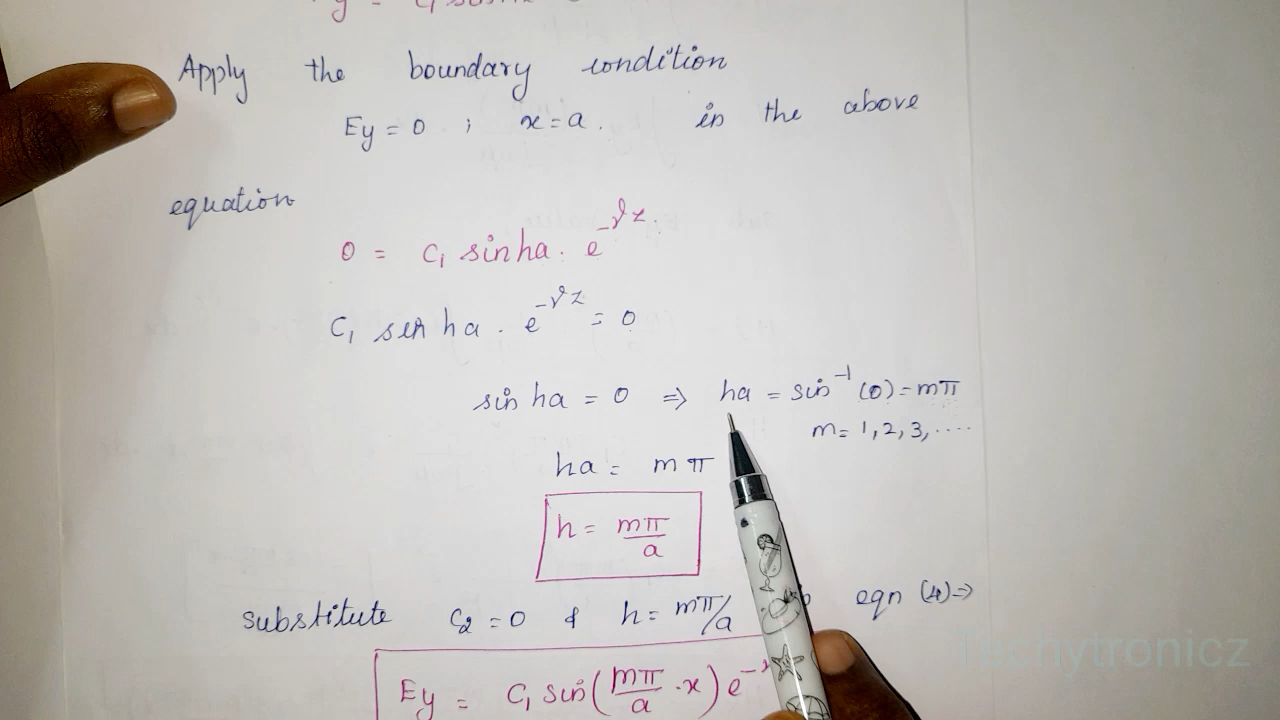 Apply the boundary condition
Ey = 0 ; x = a. in the above
equation
0 = C₁ sin ha . e^-γz.
C₁ sin ha . e^-γz = 0
sin ha = 0 ⇒ ha = sin⁻¹(0) = mπ
m = 1, 2, 3, ....
ha = mπ
h = mπ/a
substitute C₂ = 0 & h = mπ/a eqn (4) ⇒
Techytronicz
Ey = C₁ sin(mπ/a . x) e^-